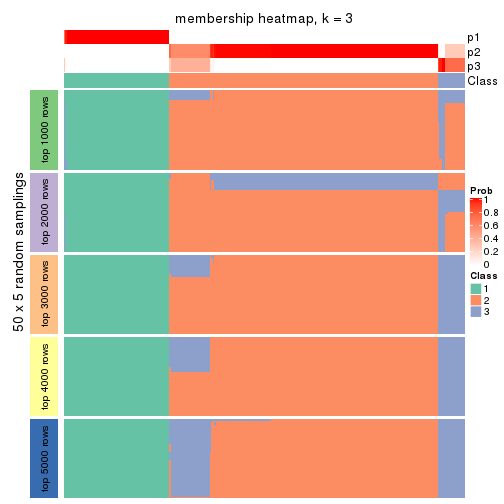 membership heatmap, k = 3
p1
p2
p3
Class
50 x 5 random samplings
top 1000 rows
top 2000 rows
top 3000 rows
top 4000 rows
top 5000 rows
Prob
1
0.8
0.6
0.4
0.2
0
Class
1
2
3